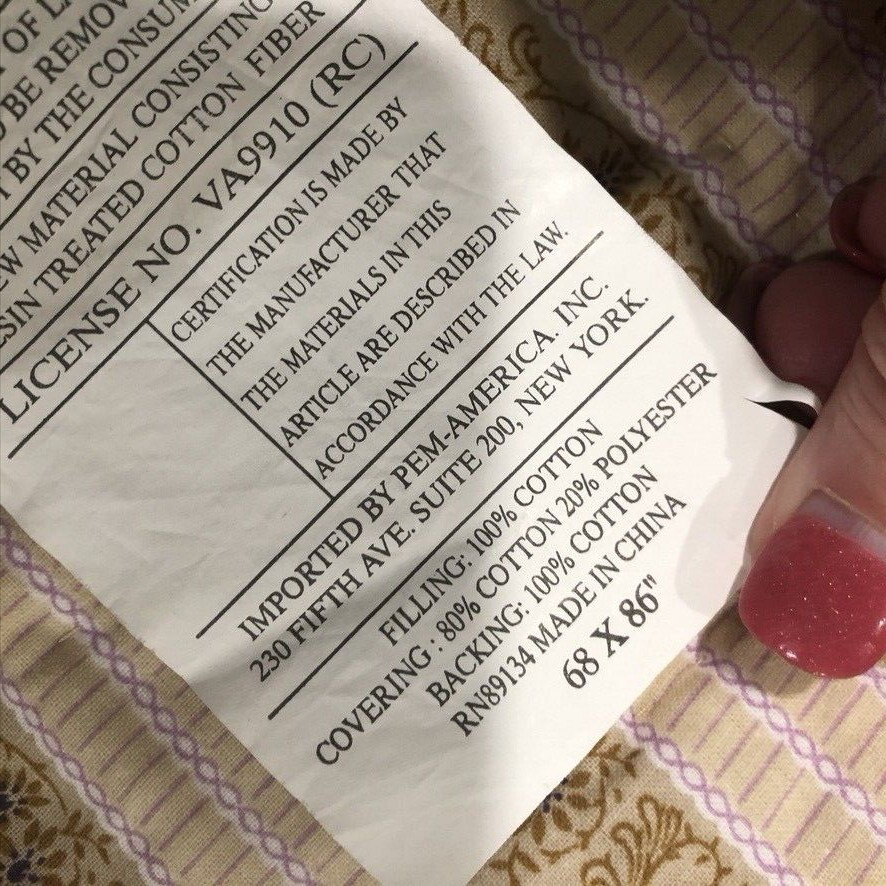 OF
BE REMOV
BY THE CONSUM
W MATERIAL CONSISTING
SIN TREATED COTTON FIBER
LICENSE NO. VA9910 (RC)
CERTIFICATION IS MADE BY
THE MANUFACTURER THAT
THE MATERIALS IN THIS
ARTICLE ARE DESCRIBED IN
ACCORDANCE WITH THE LAW.
IMPORTED BY PEM-AMERICA. INC.
230 FIFTH AVE. SUITE 200, NEW YORK.
FILLING: 100% COTTON
COVERING : 80% COTTON 20% POLYESTER
BACKING: 100% COTTON
RN89134 MADE IN CHINA
68 X 86"